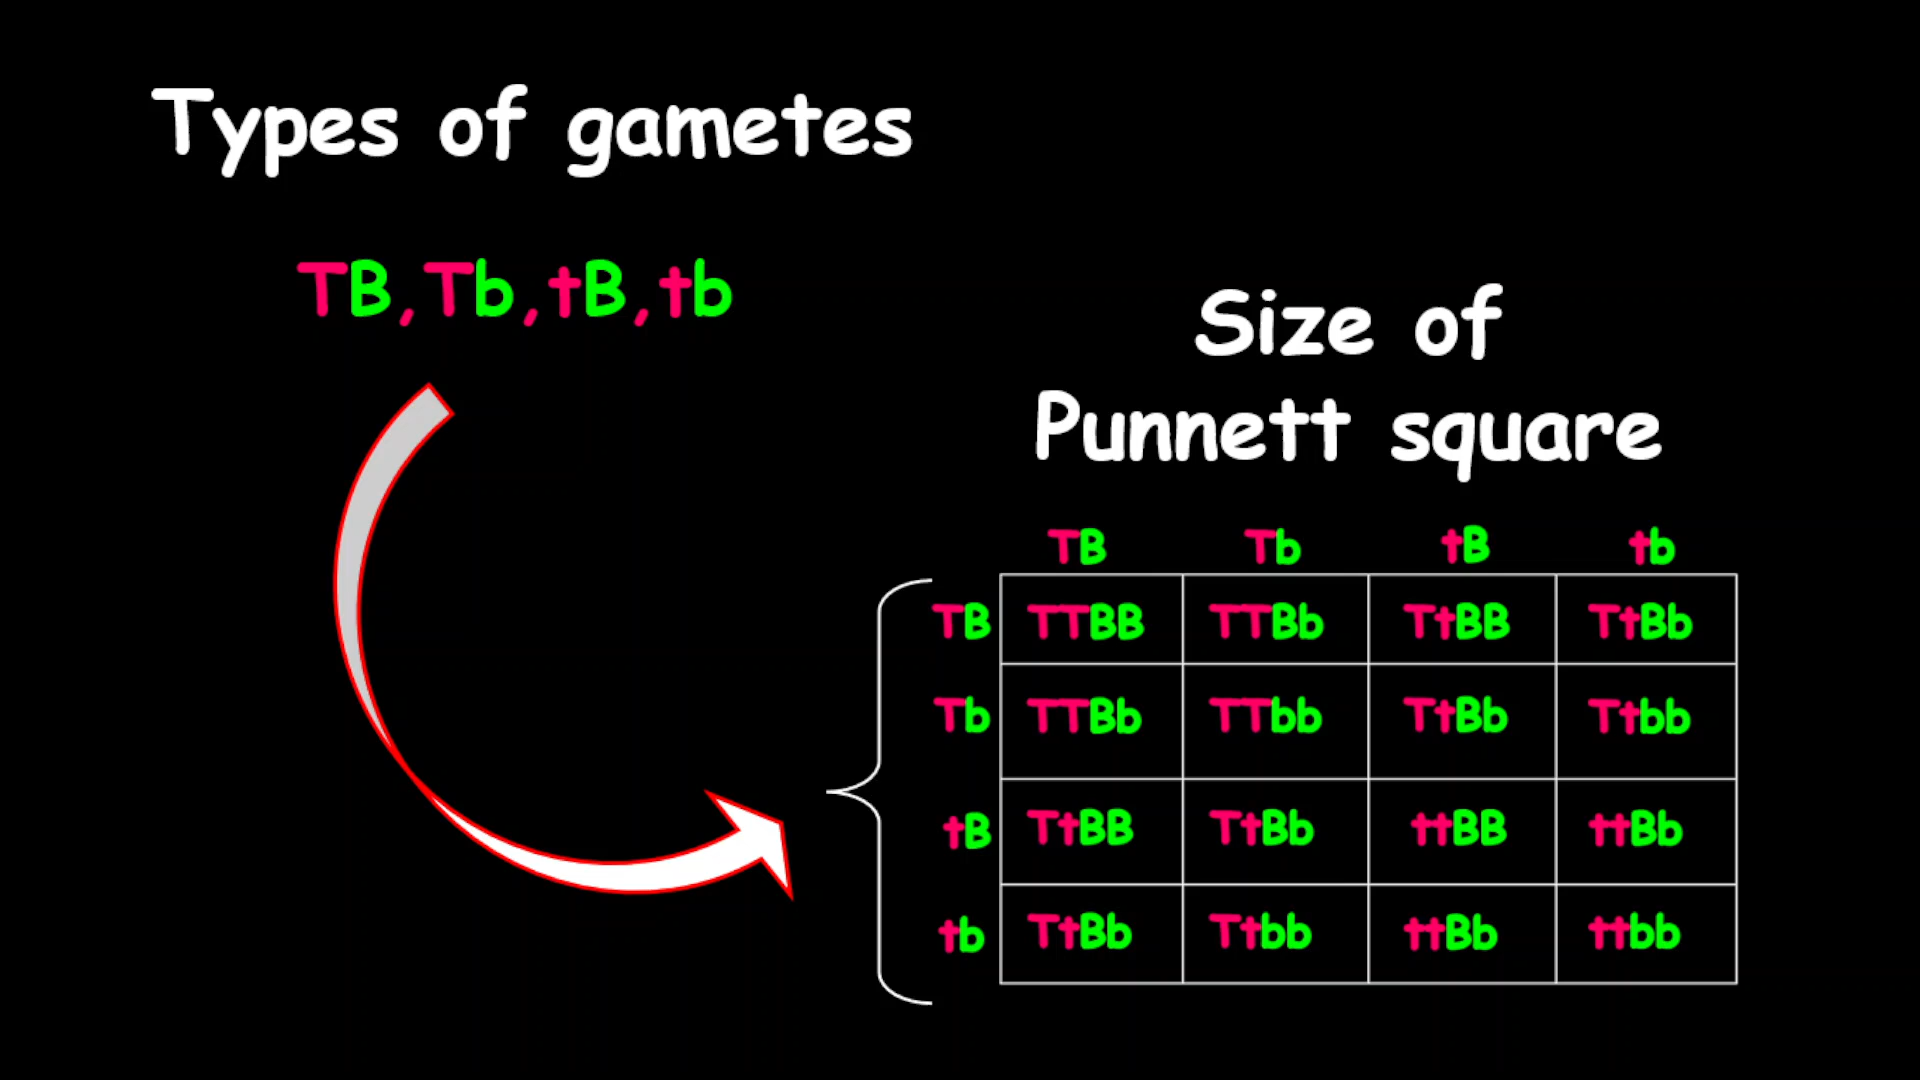 Types of gametes
TB,Tb,tB,tb
Size of
Punnett square
TB Tb tB tb
TB TTBB TTBb TtBB TtBb
Tb TTBb TTbb TtBb Ttbb
tB TtBB TtBb ttBB ttBb
tb TtBb Ttbb ttBb ttbb